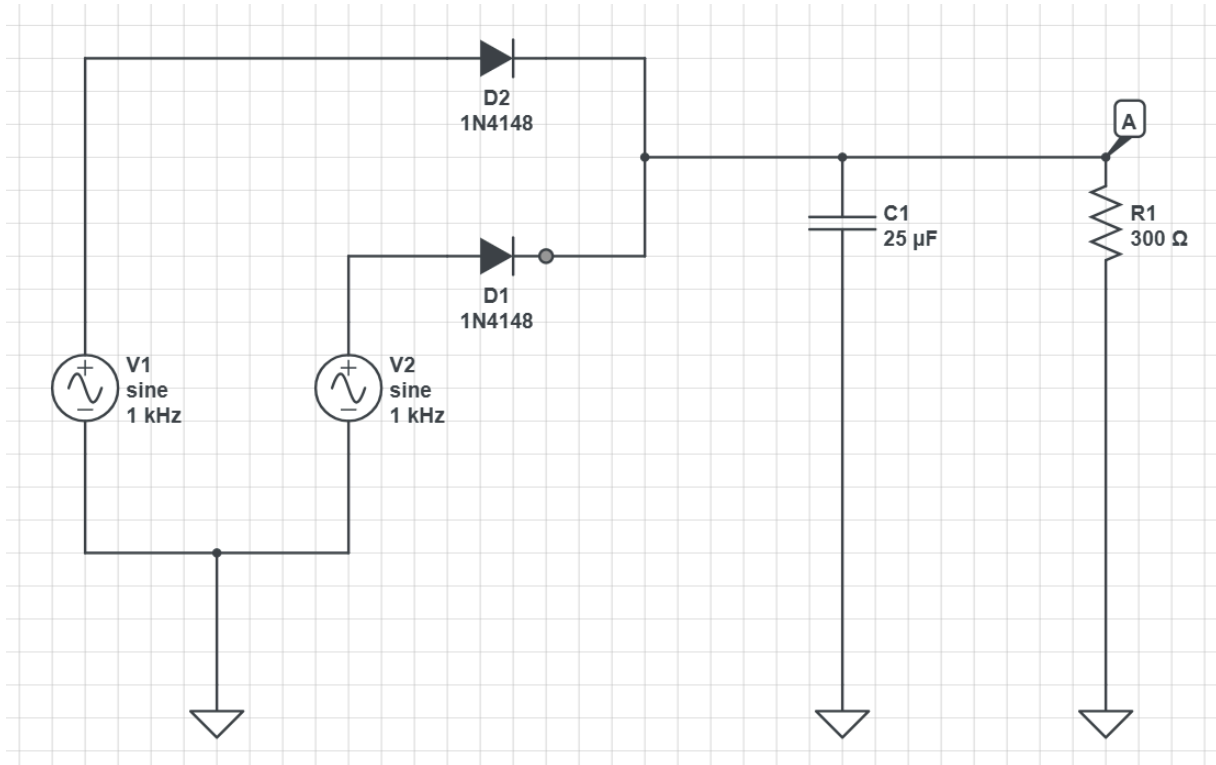 D2
1N4148
A
C1
25 µF
R1
300 Ω
D1
1N4148
V1
sine
1 kHz
V2
sine
1 kHz